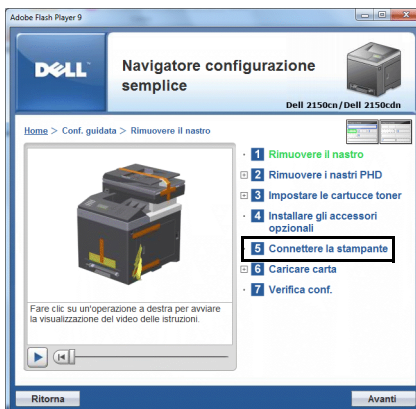 Adobe Flash Player 9
DELL
Navigatore configurazione
semplice
Dell 2150cn/Dell 2150cdn
Home > Conf. guidata > Rimuovere il nastro
1 Rimuovere il nastro
2 Rimuovere i nastri PHD
3 Impostare le cartucce toner
4 Installare gli accessori
opzionali
5 Connettere la stampante
6 Caricare carta
7 Verifica conf.
Fare clic su un'operazione a destra per avviare
la visualizzazione del video delle istruzioni.
Ritorna
Avanti